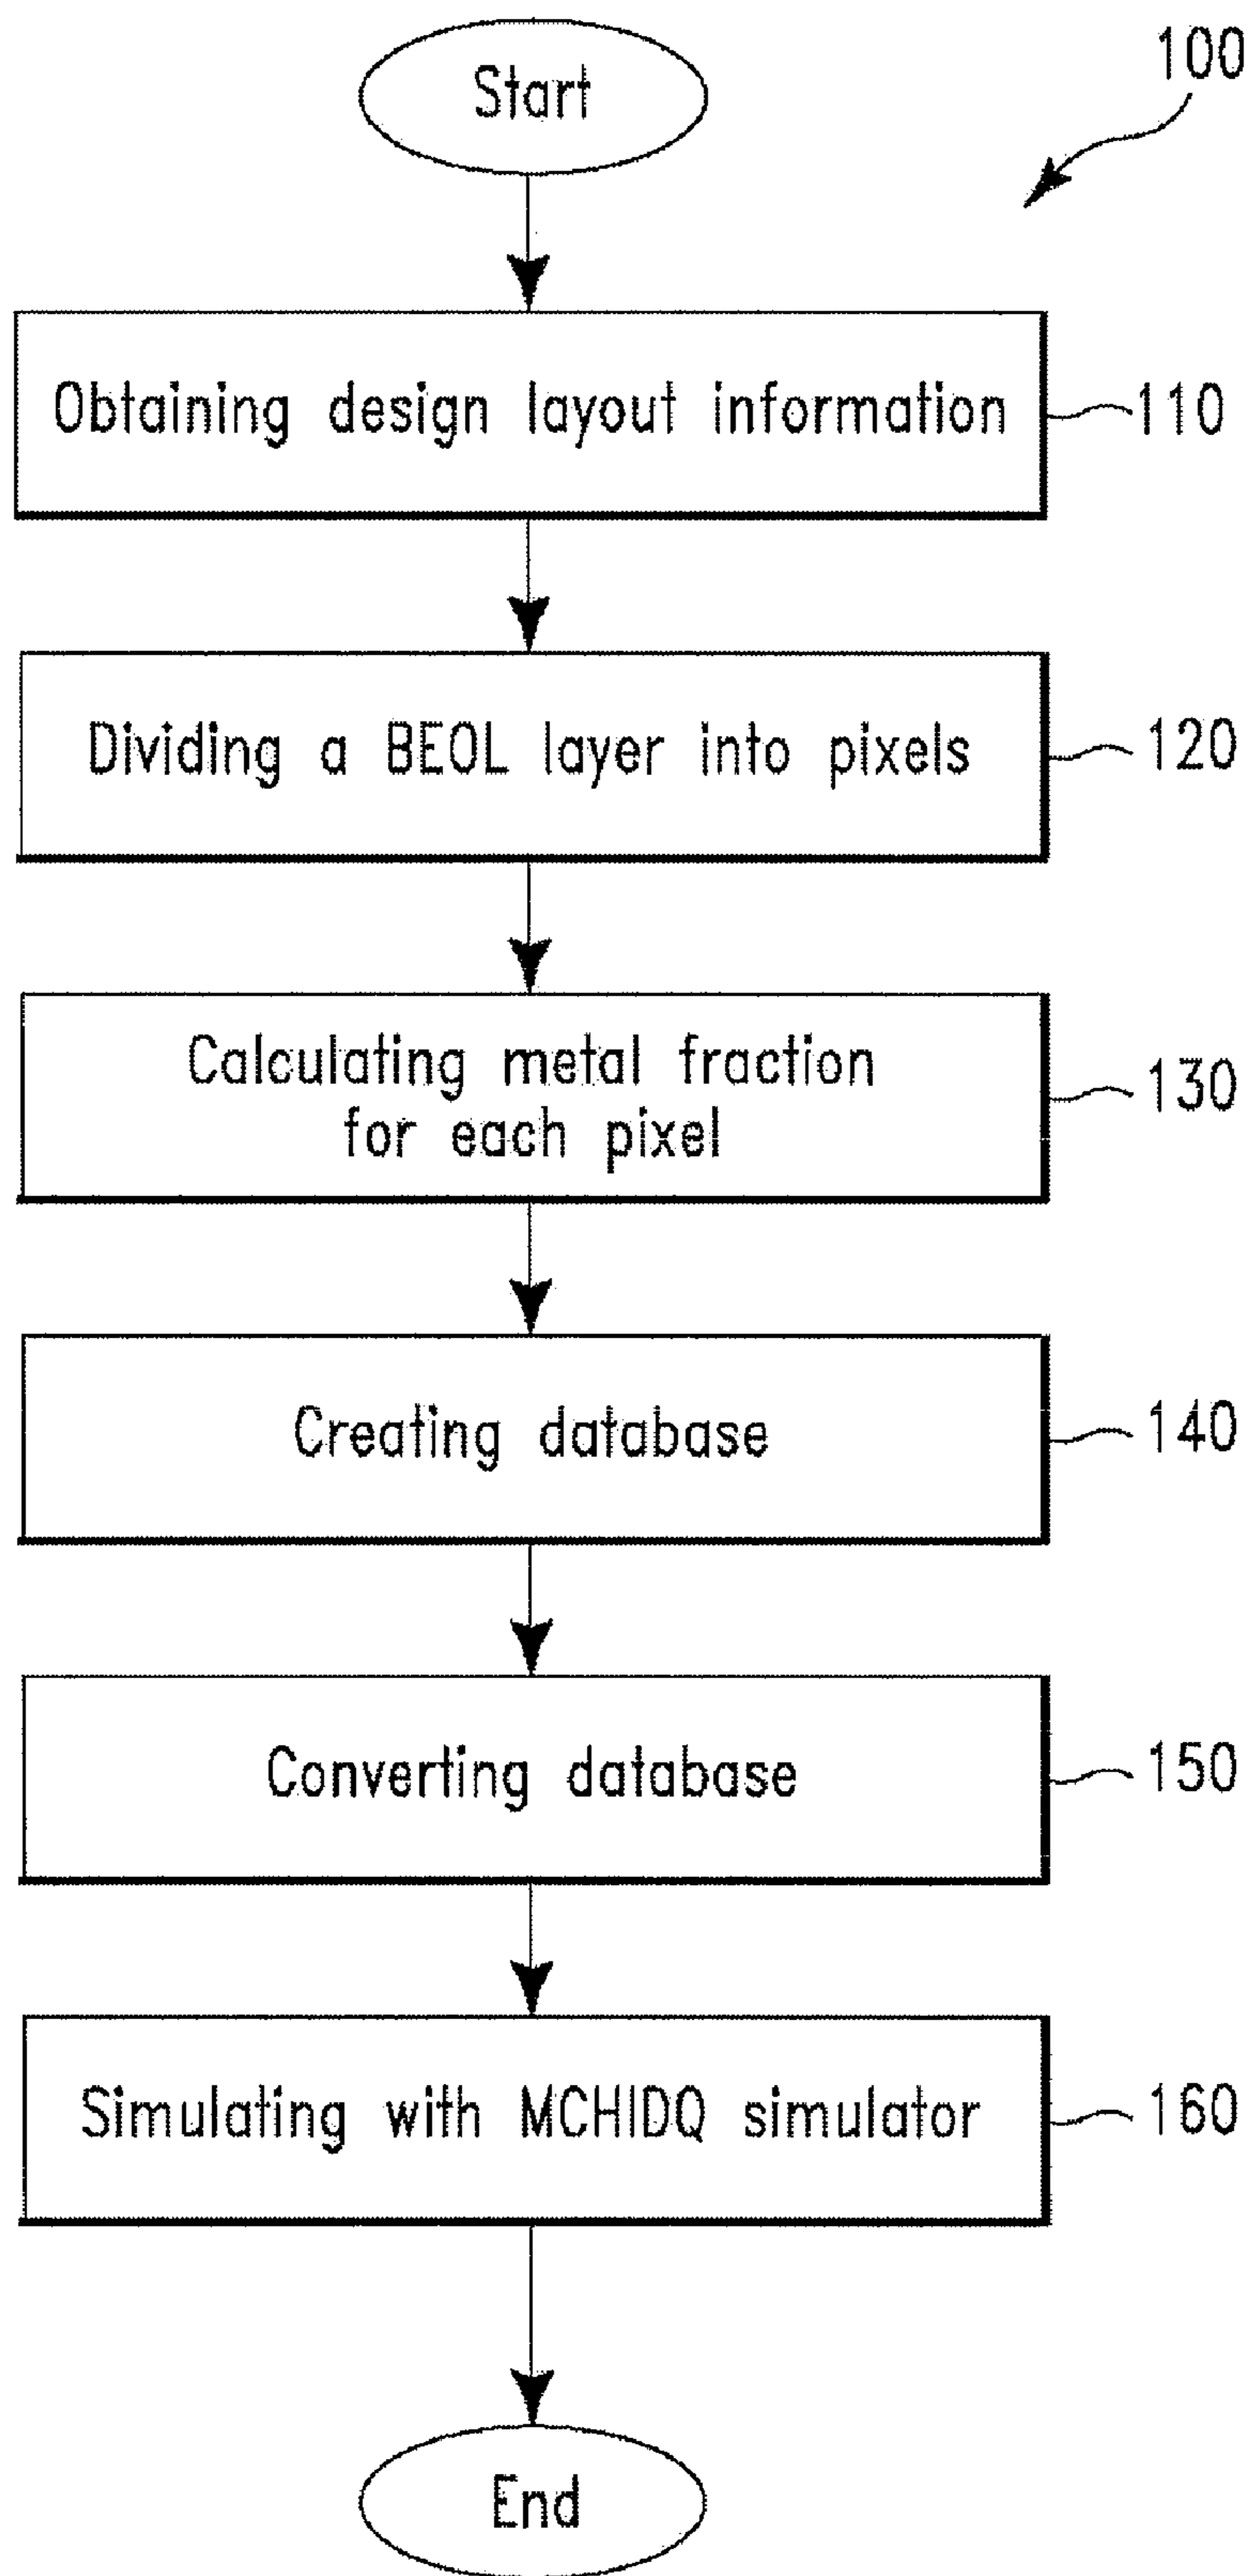 Start
100
Obtaining design layout information
110
Dividing a BEOL layer into pixels
120
Calculating metal fraction
for each pixel
130
Creating database
140
Converting database
150
Simulating with MCHIDQ simulator
160
End